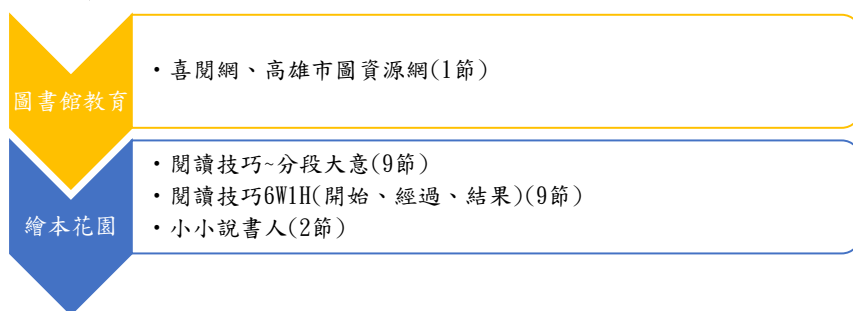 圖書館教育
・喜閱網、高雄市圖資源網(1節)
繪本花園
・閱讀技巧~分段大意(9節)
・閱讀技巧6W1H(開始、經過、結果)(9節)
・小小說書人(2節)